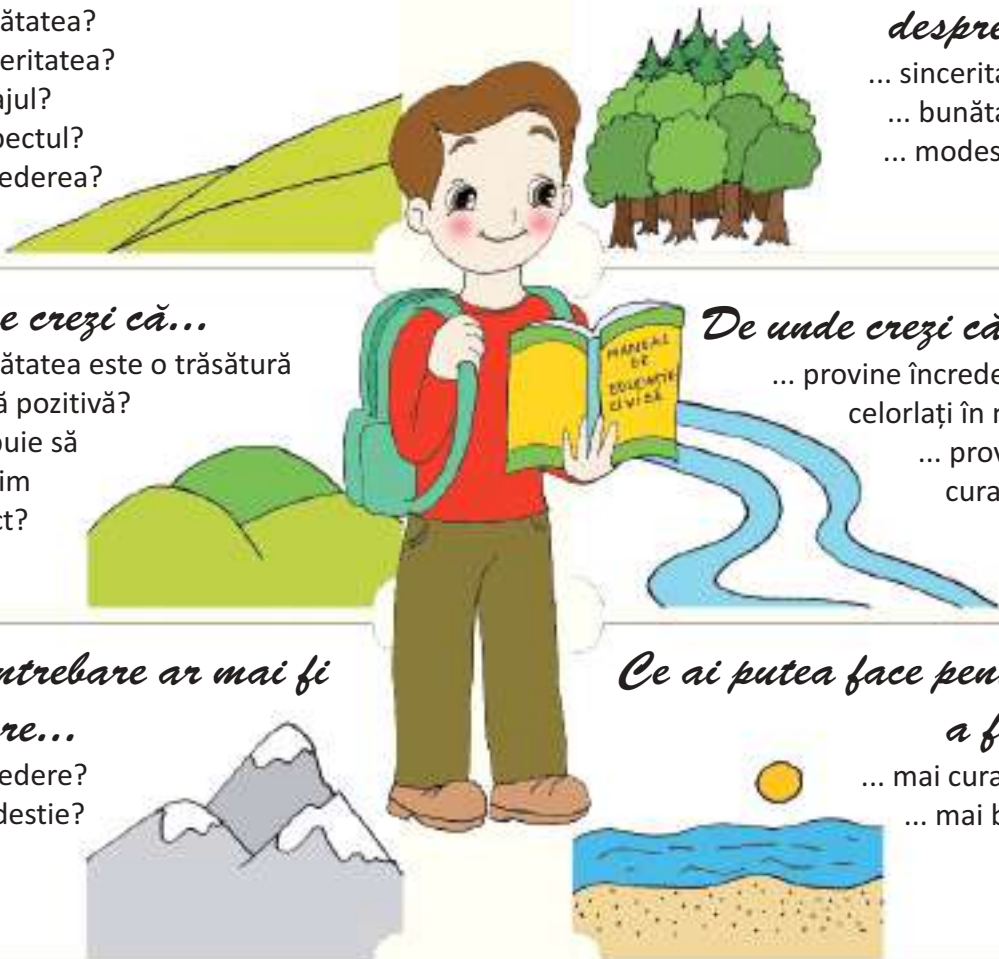 ătatea?
eritatea?
ajul?
pectul?
ederea?
despre
... sincerita
... bunăta
... modes
e crezi că...
ătatea este o trăsătură
ă pozitivă?
buie să
im
ct?
MANUAL
DE
EDUCAȚIE
CIVICĂ
De unde crezi că
... provine încrede
celorlați în m
... prov
cura
ntrebare ar mai fi
re...
edere?
destie?
Ce ai putea face pen
a f
... mai cura
... mai b